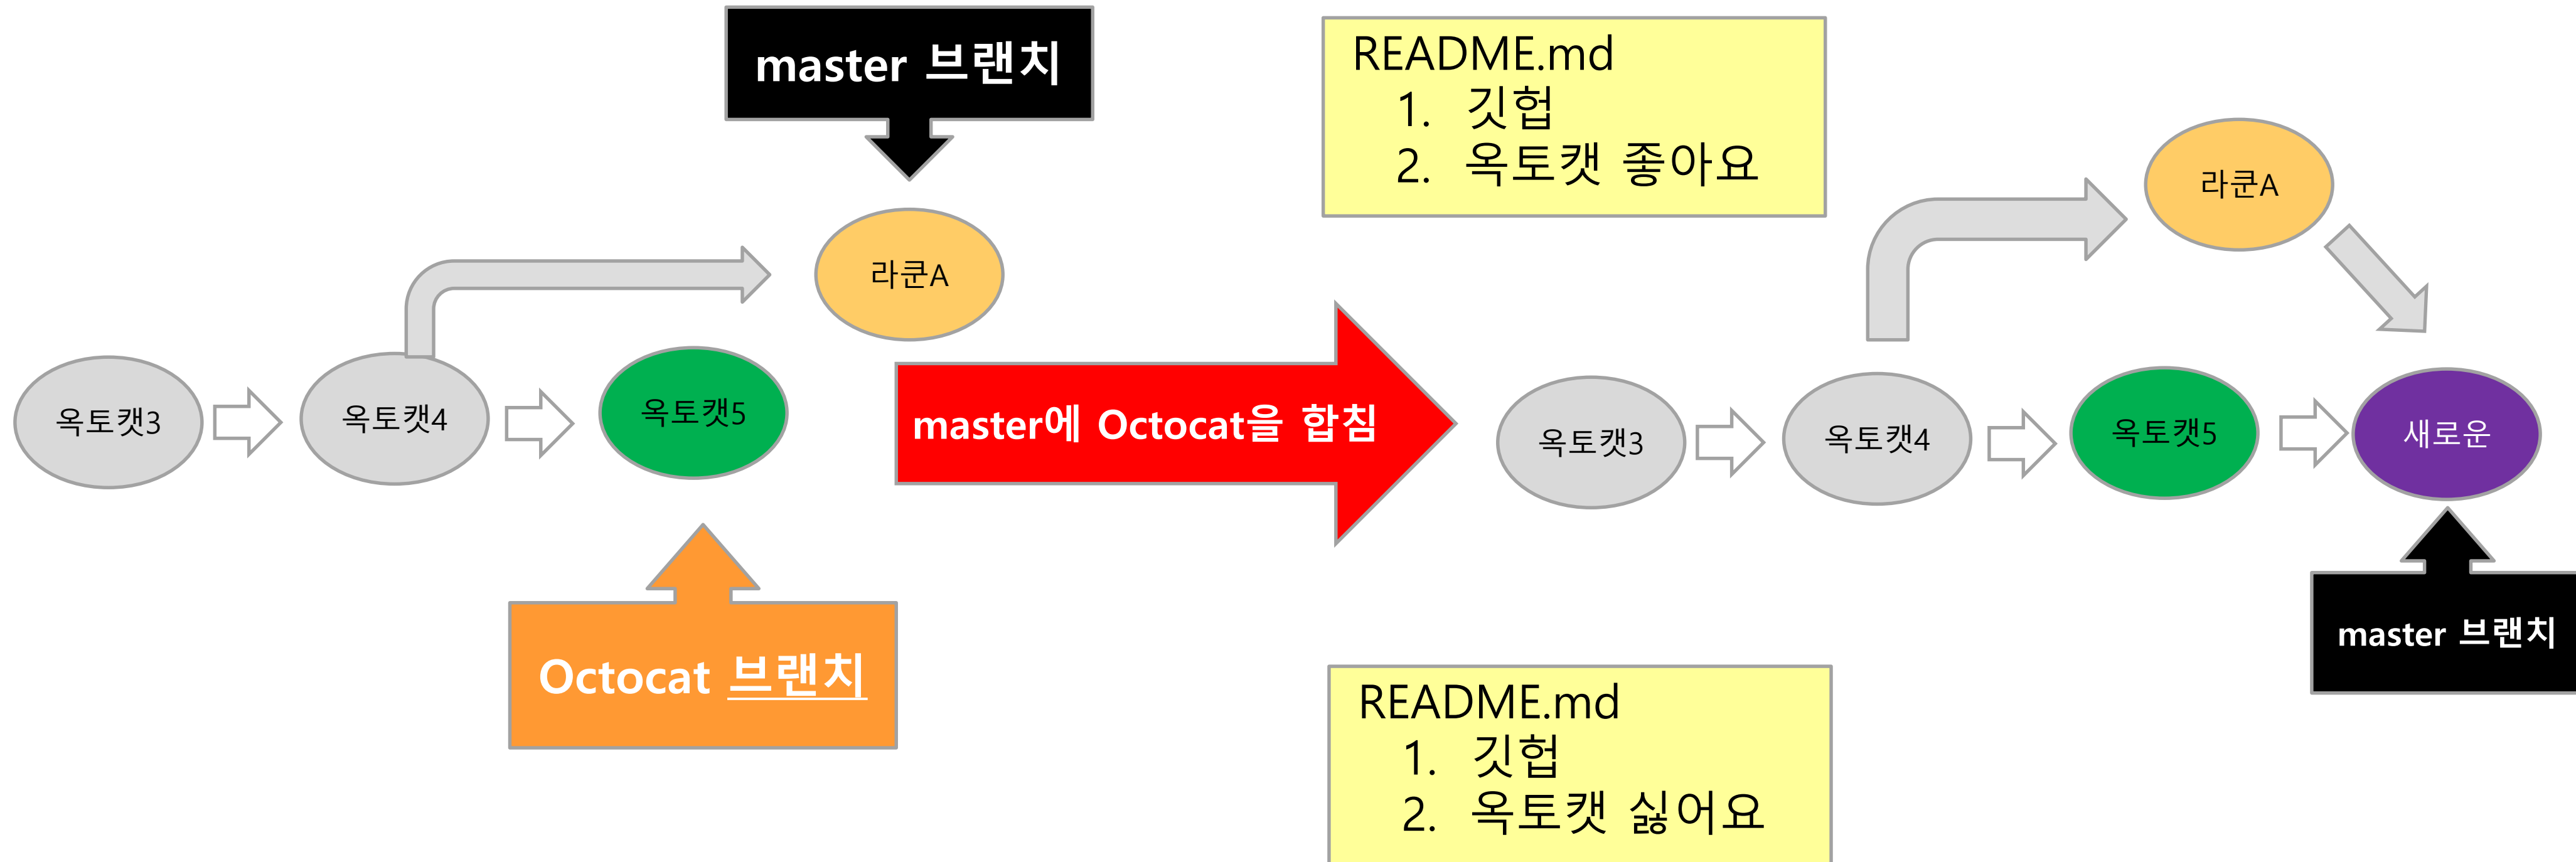 master 브랜치
README.md
1. 깃헙
2. 옥토캣 좋아요
라쿤A
라쿤A
옥토캣3
옥토캣4
옥토캣5
master에 Octocat을 합침
옥토캣3
옥토캣4
옥토캣5
새로운
Octocat 브랜치
master 브랜치
README.md
1. 깃헙
2. 옥토캣 싫어요